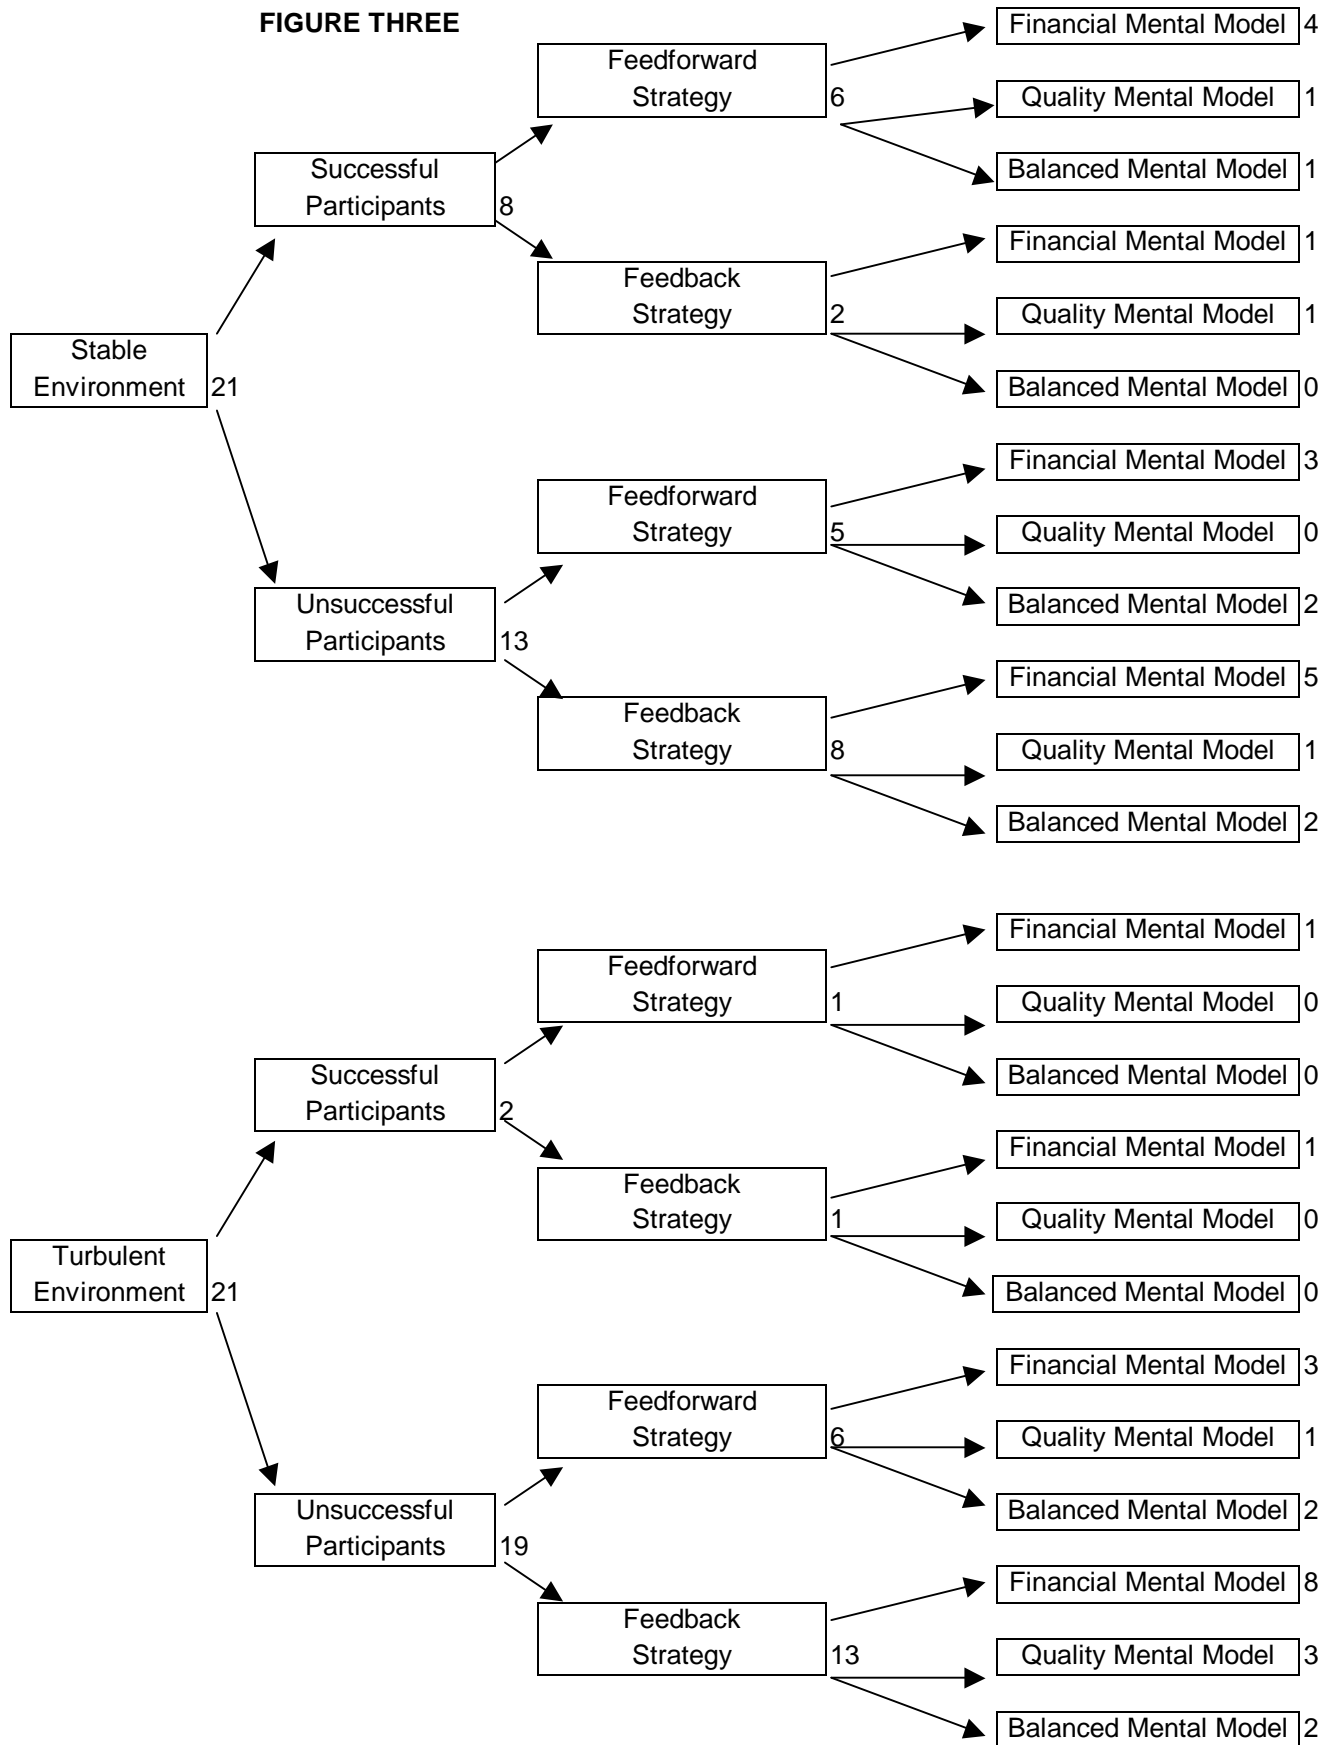 FIGURE THREE
Financial Mental Model 4
Feedforward
Strategy 6
Quality Mental Model 1
Successful
Participants 8
Balanced Mental Model 1
Financial Mental Model 1
Feedback
Strategy 2
Quality Mental Model 1
Stable
Environment 21
Balanced Mental Model 0
Financial Mental Model 3
Feedforward
Strategy 5
Quality Mental Model 0
Unsuccessful
Participants 13
Balanced Mental Model 2
Financial Mental Model 5
Feedback
Strategy 8
Quality Mental Model 1
Balanced Mental Model 2
Financial Mental Model 1
Feedforward
Strategy 1
Quality Mental Model 0
Successful
Participants 2
Balanced Mental Model 0
Financial Mental Model 1
Feedback
Strategy 1
Quality Mental Model 0
Turbulent
Environment 21
Balanced Mental Model 0
Financial Mental Model 3
Feedforward
Strategy 6
Quality Mental Model 1
Unsuccessful
Participants 19
Balanced Mental Model 2
Financial Mental Model 8
Feedback
Strategy 13
Quality Mental Model 3
Balanced Mental Model 2